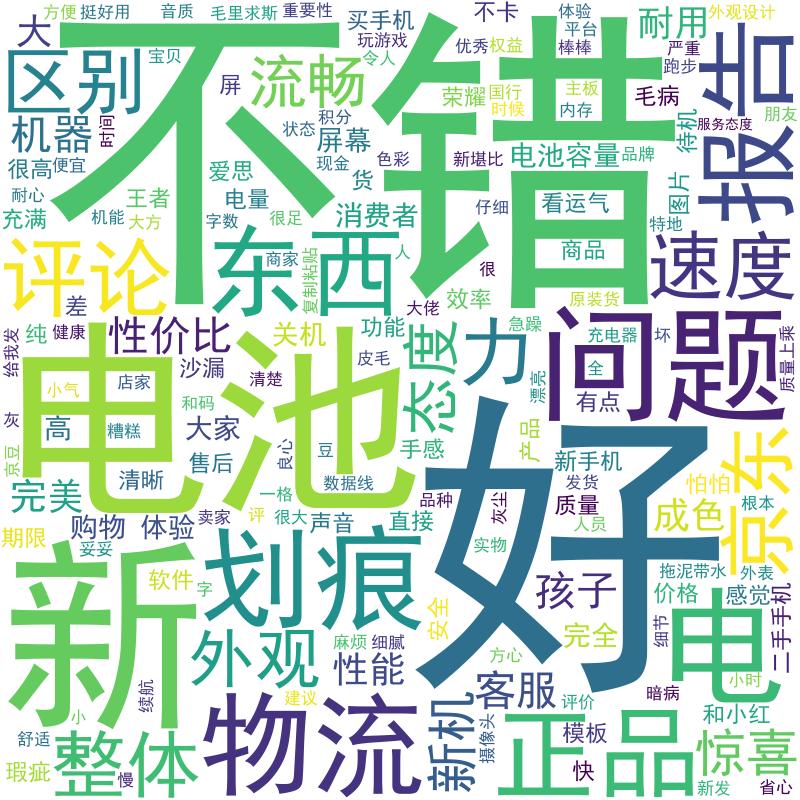 方便
挺好用
音质
毛里求斯
重要性
买手机
不卡
体验
平台
耐用
外观设计
大
宝贝
玩游戏
令人
优秀
权益
棒棒
严重
跑步
区别
流畅
不错
屏
荣耀
国行
时候
主板
内存
毛病
待机
报告
朋友
服务态度
机器
时间
状态
积分
屏幕
现金
色彩
新堪比
电池容量
品牌
很高
便宜
爱思
货
耐心
王者
电量
消费者
仔细
看运气
图片
充满
机能
大方
字数
很足
特地
评论
东西
商家
复制粘贴
人
很
商品
速度
差
大佬
效率
原装货
纯
健康
性价比
关机
功能
态度
急躁
充电器
坏
问题
质量上乘
给我发
沙漏
皮毛
力
漂亮
全
电池
小气
店家
清楚
有点
灰
和码
高
糟糕
大家
好
京豆
清晰
售后
良心
豆
手感
产品
新手机
京东
数据线
发货
怕怕
完美
一格
品种
灰尘
质量
根本
购物
体验
卖家
评
很大
声音
直接
人员
成色
期限
妥妥
实物
新
划痕
软件
字
拖泥带水
外表
孩子
价格
感觉
二手手机
安全
外观
麻烦
细腻
完全
细节
电
性能
方心
小时
续航
建议
客服
评价
暗病
小
物流
新机
摄像头
正品
和小红
舒适
整体
模板
惊喜
瑕疵
慢
快
新发
省心